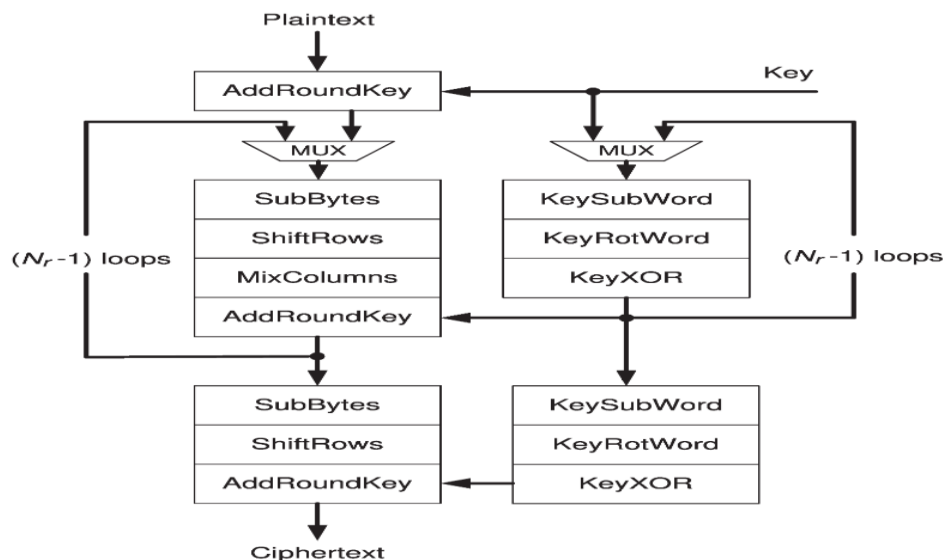 Plaintext
AddRoundKey
Key
MUX
MUX
SubBytes
ShiftRows
MixColumns
AddRoundKey
KeySubWord
KeyRotWord
KeyXOR
(Nr-1) loops
(Nr-1) loops
SubBytes
ShiftRows
AddRoundKey
KeySubWord
KeyRotWord
KeyXOR
Ciphertext